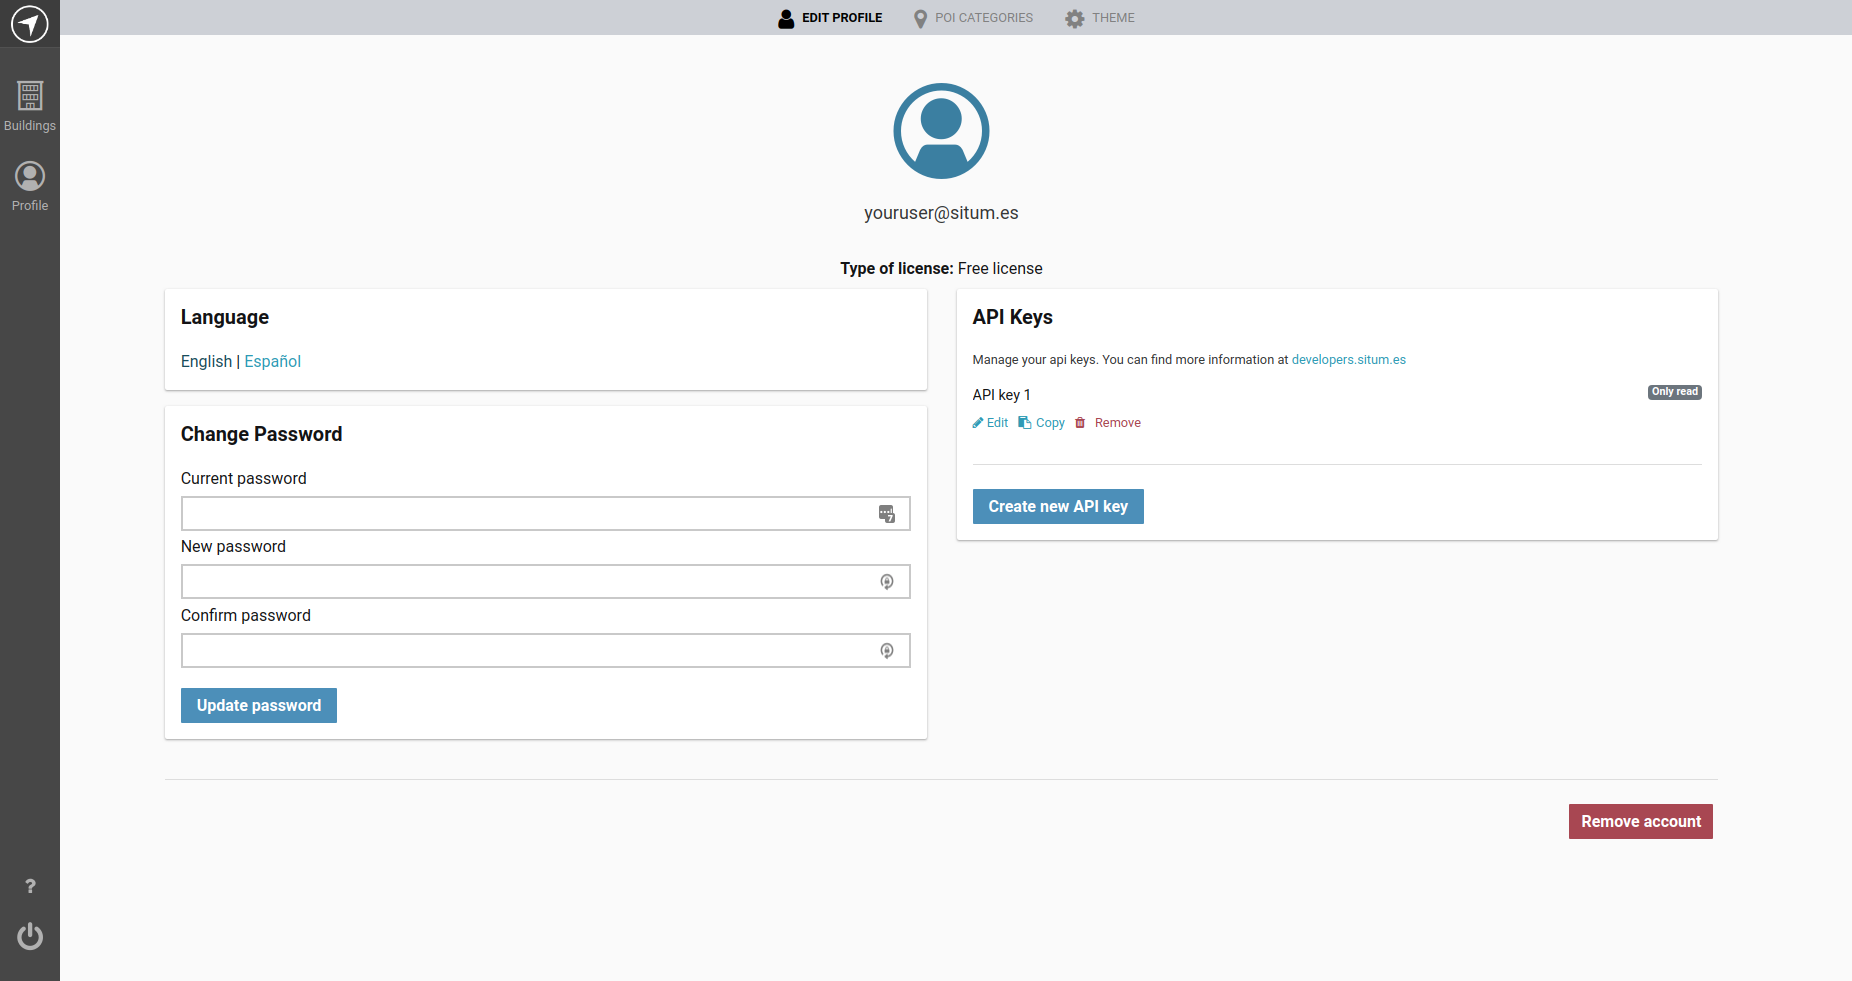 EDIT PROFILE POI CATEGORIES THEME
Buildings
Profile
youruser@situm.es
Type of license: Free license
Language
English | Español
Change Password
Current password
New password
Confirm password
Update password
API Keys
Manage your api keys. You can find more information at developers.situm.es
API key 1 Only read
Edit Copy Remove
Create new API key
Remove account
?